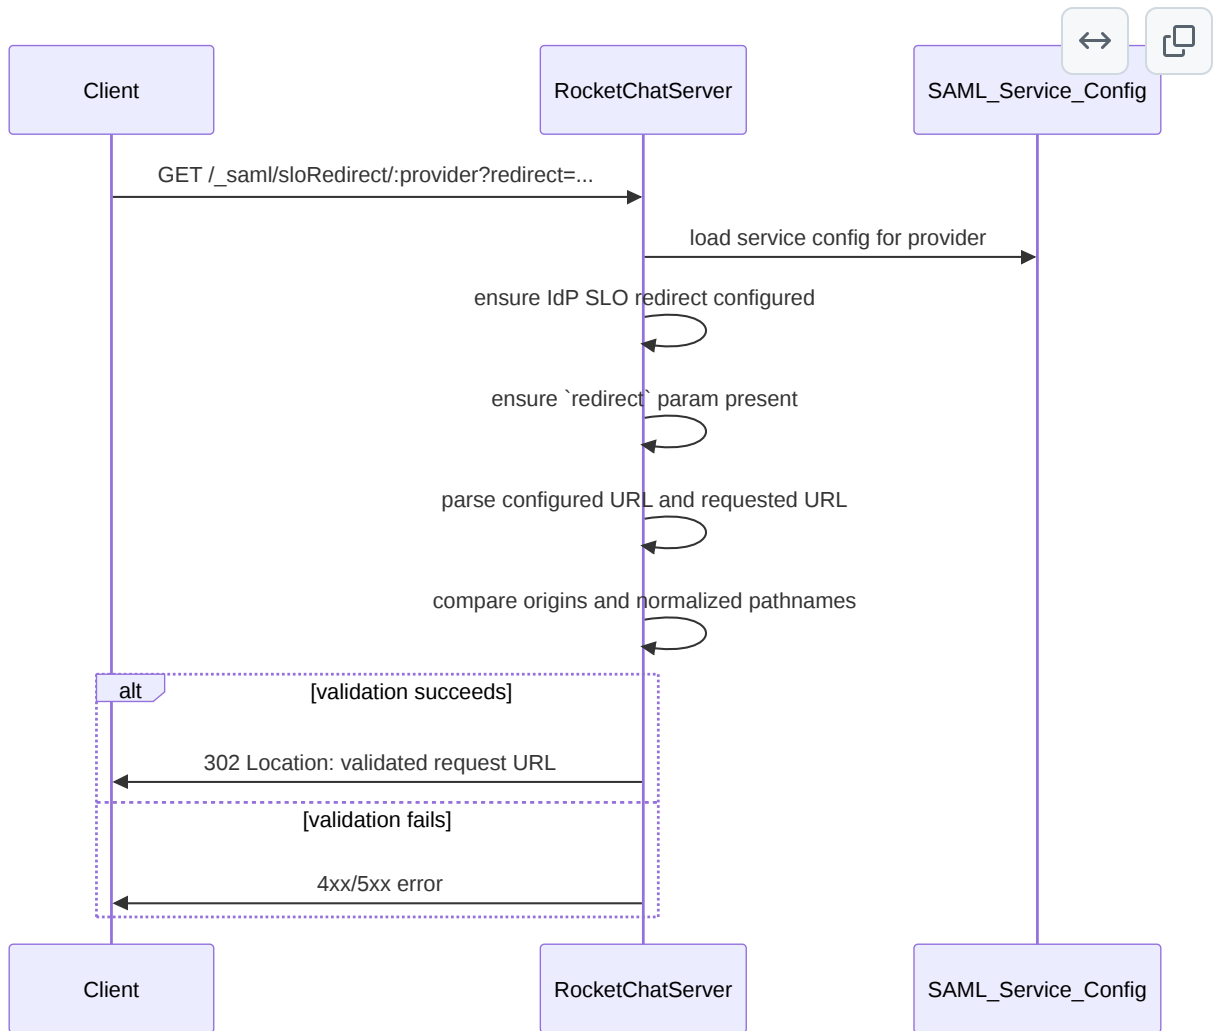 Client
RocketChatServer
SAML_Service_Config
GET /_saml/sloRedirect/:provider?redirect=...
load service config for provider
ensure IdP SLO redirect configured
ensure `redirect` param present
parse configured URL and requested URL
compare origins and normalized pathnames
alt
[validation succeeds]
302 Location: validated request URL
[validation fails]
4xx/5xx error
Client
RocketChatServer
SAML_Service_Config